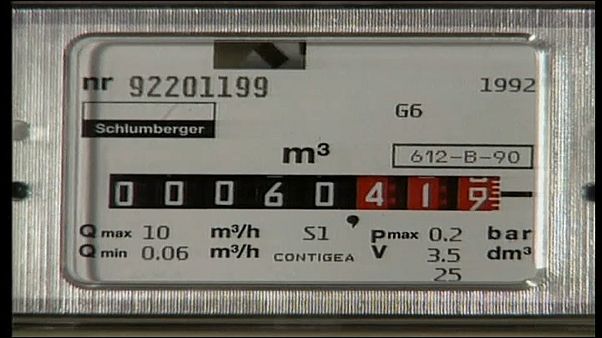 nr 92201199
1992
Schlumberger
G6
m³
612-B-90
0 0 0 6 0 4 1 9
Q max 10 m³/h S1 Pmax 0.2 bar
Q min 0.06 m³/h CONTIGEA V 3.5 dm³
25